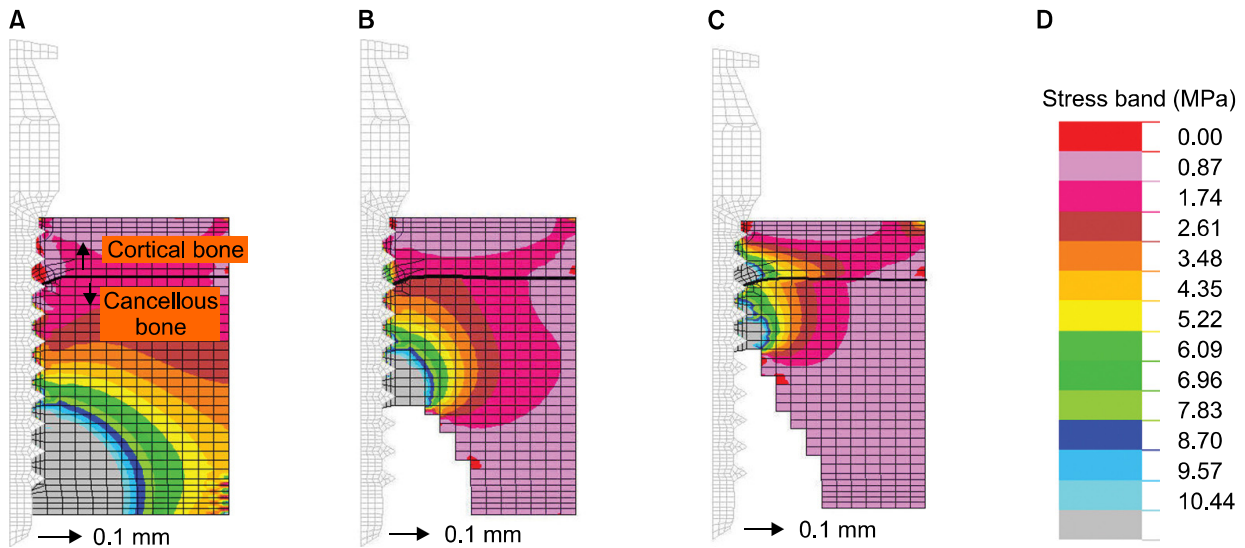 A
B
C
D
Stress band (MPa)
0.00
0.87
1.74
2.61
3.48
4.35
5.22
6.09
6.96
7.83
8.70
9.57
10.44
Cortical bone
Cancellous
bone
0.1 mm
0.1 mm
0.1 mm